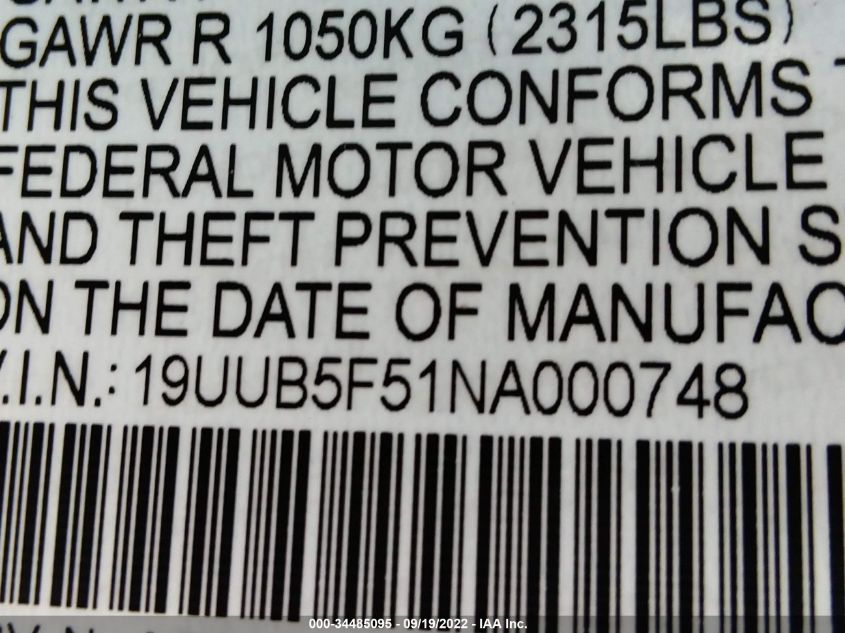 GAWR R 1050KG (2315LBS)
THIS VEHICLE CONFORMS
FEDERAL MOTOR VEHICLE
AND THEFT PREVENTION S
ON THE DATE OF MANUFAC
V.I.N.: 19UUB5F51NA000748
000-34485095 - 09/19/2022 - IAA Inc.